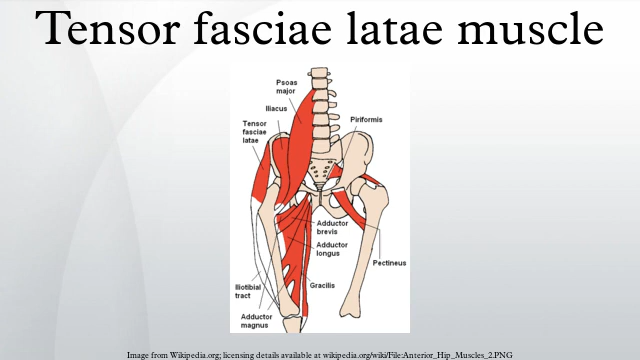 Tensor fasciae latae muscle
Psoas
major
Iliacus
Tensor
fasciae
latae
Piriformis
Adductor
brevis
Adductor
longus
Pectineus
Iliotibial
tract
Gracilis
Adductor
magnus
Image from Wikipedia.org; licensing details available at wikipedia.org/wiki/File:Anterior_Hip_Muscles_2.PNG